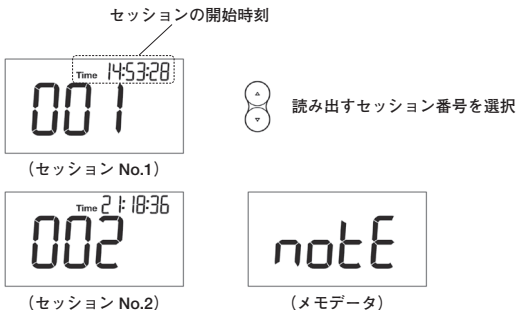 セッションの開始時刻
Time 14:53:28
001
読み出すセッション番号を選択
(セッション No.1)
Time 21:18:36
002
notE
(セッション No.2)
(メモデータ)